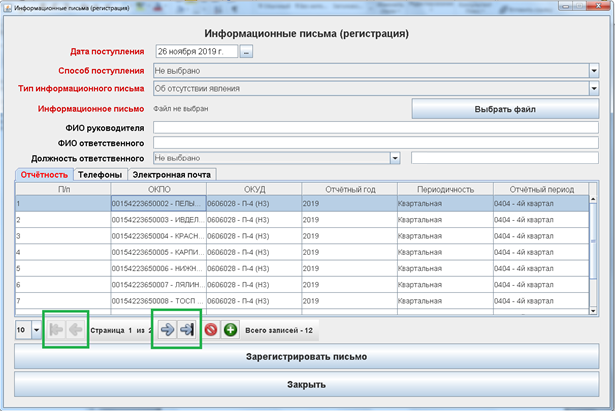 Информационные письма (регистрация)
Информационные письма (регистрация)
Дата поступления 26 ноября 2019 г. ...
Способ поступления Не выбрано
Тип информационного письма Об отсутствии явления
Информационное письмо Файл не выбран Выбрать файл
ФИО руководителя
ФИО ответственного
Должность ответственного Не выбрано
Отчётность Телефоны Электронная почта
П/п ОКПО ОКУД Отчётный год Периодичность Отчётный период
1 00154223650002 - ПЕЛЫ... 0606028 - П-4 (НЗ) 2019 Квартальная 0404 - 4й квартал
2 00154223650003 - ИВДЕЛ... 0606028 - П-4 (НЗ) 2019 Квартальная 0404 - 4й квартал
3 00154223650004 - КРАСН... 0606028 - П-4 (НЗ) 2019 Квартальная 0404 - 4й квартал
4 00154223650005 - КАРПИ... 0606028 - П-4 (НЗ) 2019 Квартальная 0404 - 4й квартал
5 00154223650006 - НИЖН... 0606028 - П-4 (НЗ) 2019 Квартальная 0404 - 4й квартал
6 00154223650007 - ЛЯЛИН... 0606028 - П-4 (НЗ) 2019 Квартальная 0404 - 4й квартал
7 00154223650008 - ТОСП ... 0606028 - П-4 (НЗ) 2019 Квартальная 0404 - 4й квартал
10 Страница 1 из 2 Всего записей - 12
Зарегистрировать письмо
Закрыть